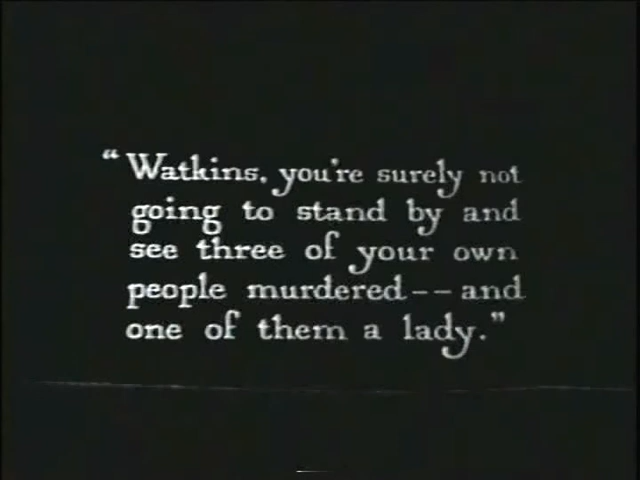 "Watkins, you're surely not
going to stand by and
see three of your own
people murdered -- and
one of them a lady."